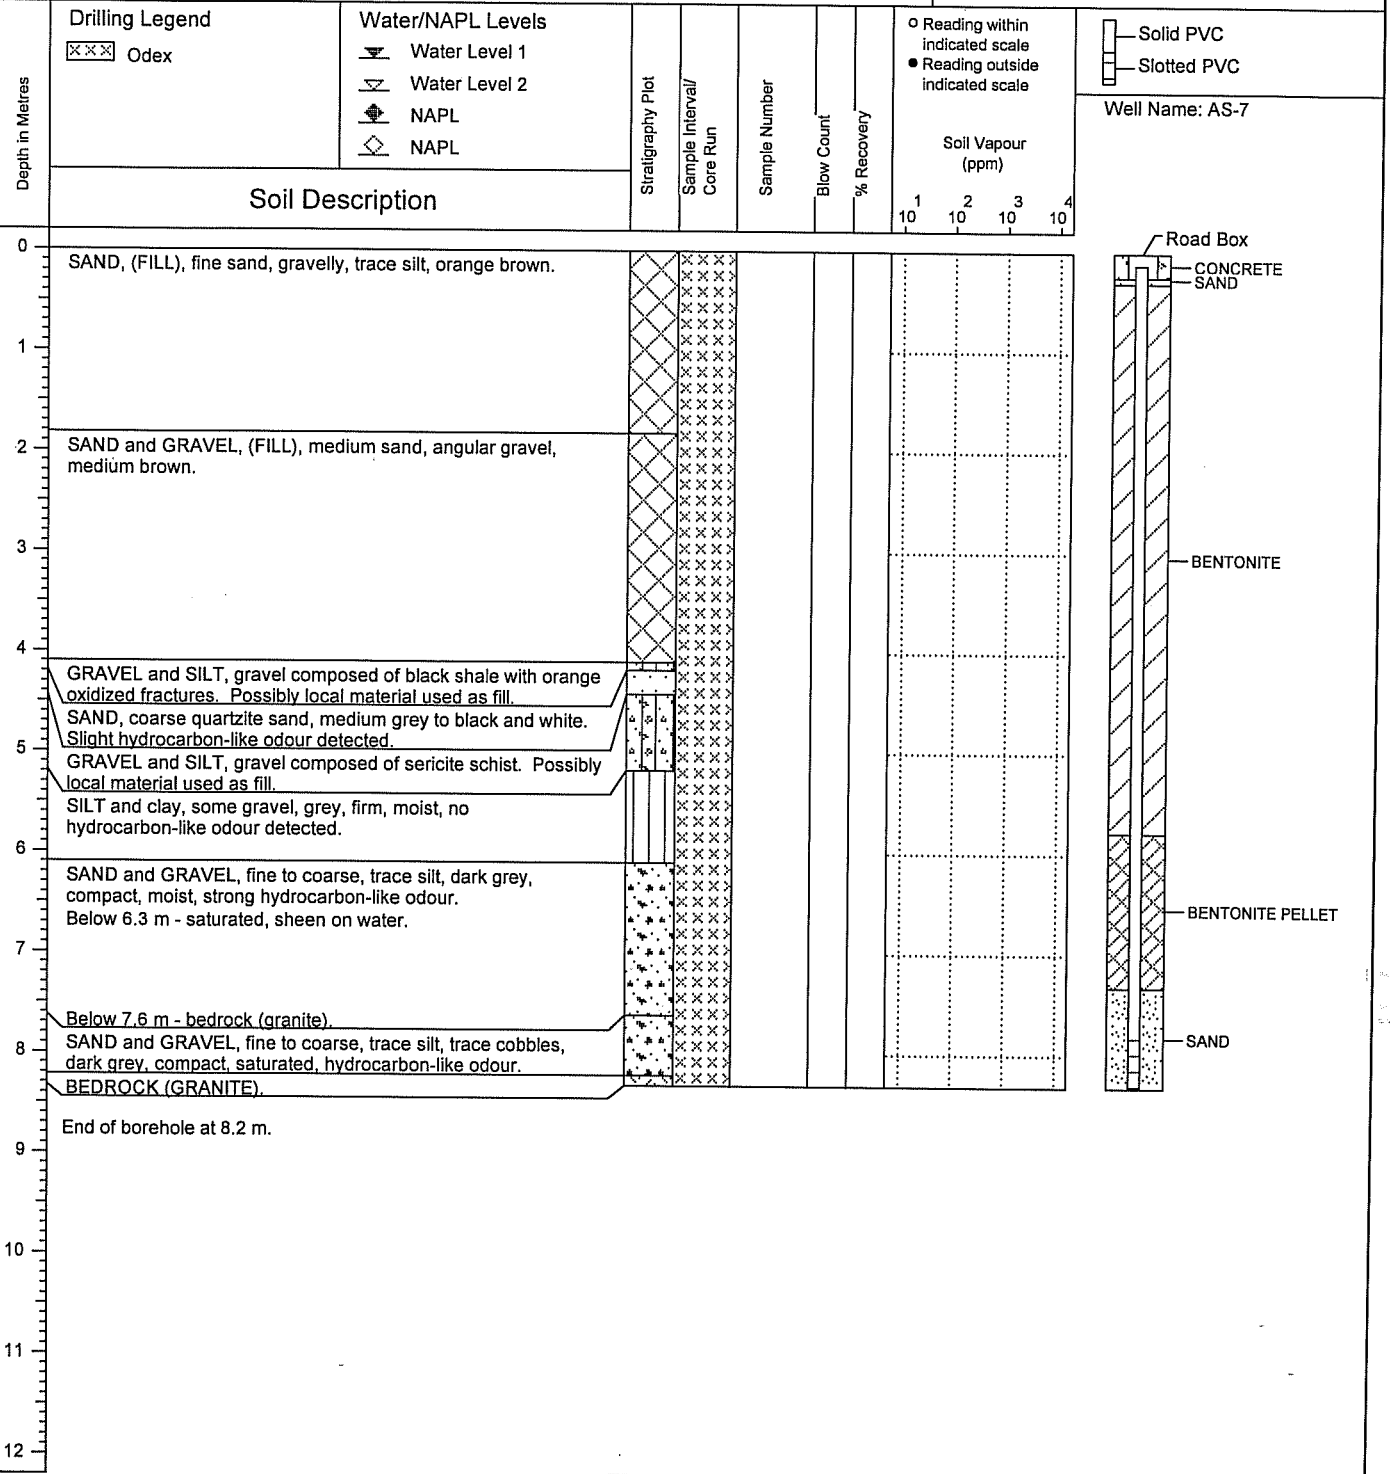 Drilling Legend
Odex
Water/NAPL Levels
Water Level 1
Water Level 2
NAPL
NAPL
Depth in Metres
Soil Description
Stratigraphy Plot
Sample Interval/
Core Run
Sample Number
Blow Count
% Recovery
Reading within
indicated scale
Reading outside
indicated scale
Soil Vapour
(ppm)
10^1 10^2 10^3 10^4
Solid PVC
Slotted PVC
Well Name: AS-7
Road Box
CONCRETE
SAND
BENTONITE
BENTONITE PELLET
SAND
0
SAND, (FILL), fine sand, gravelly, trace silt, orange brown.
1
2
SAND and GRAVEL, (FILL), medium sand, angular gravel,
medium brown.
3
4
GRAVEL and SILT, gravel composed of black shale with orange
oxidized fractures. Possibly local material used as fill.
SAND, coarse quartzite sand, medium grey to black and white.
Slight hydrocarbon-like odour detected.
5
GRAVEL and SILT, gravel composed of sericite schist. Possibly
local material used as fill.
SILT and clay, some gravel, grey, firm, moist, no
hydrocarbon-like odour detected.
6
SAND and GRAVEL, fine to coarse, trace silt, dark grey,
compact, moist, strong hydrocarbon-like odour.
Below 6.3 m - saturated, sheen on water.
7
Below 7.6 m - bedrock (granite).
8
SAND and GRAVEL, fine to coarse, trace silt, trace cobbles,
dark grey, compact, saturated, hydrocarbon-like odour.
BEDROCK (GRANITE).
End of borehole at 8.2 m.
9
10
11
12